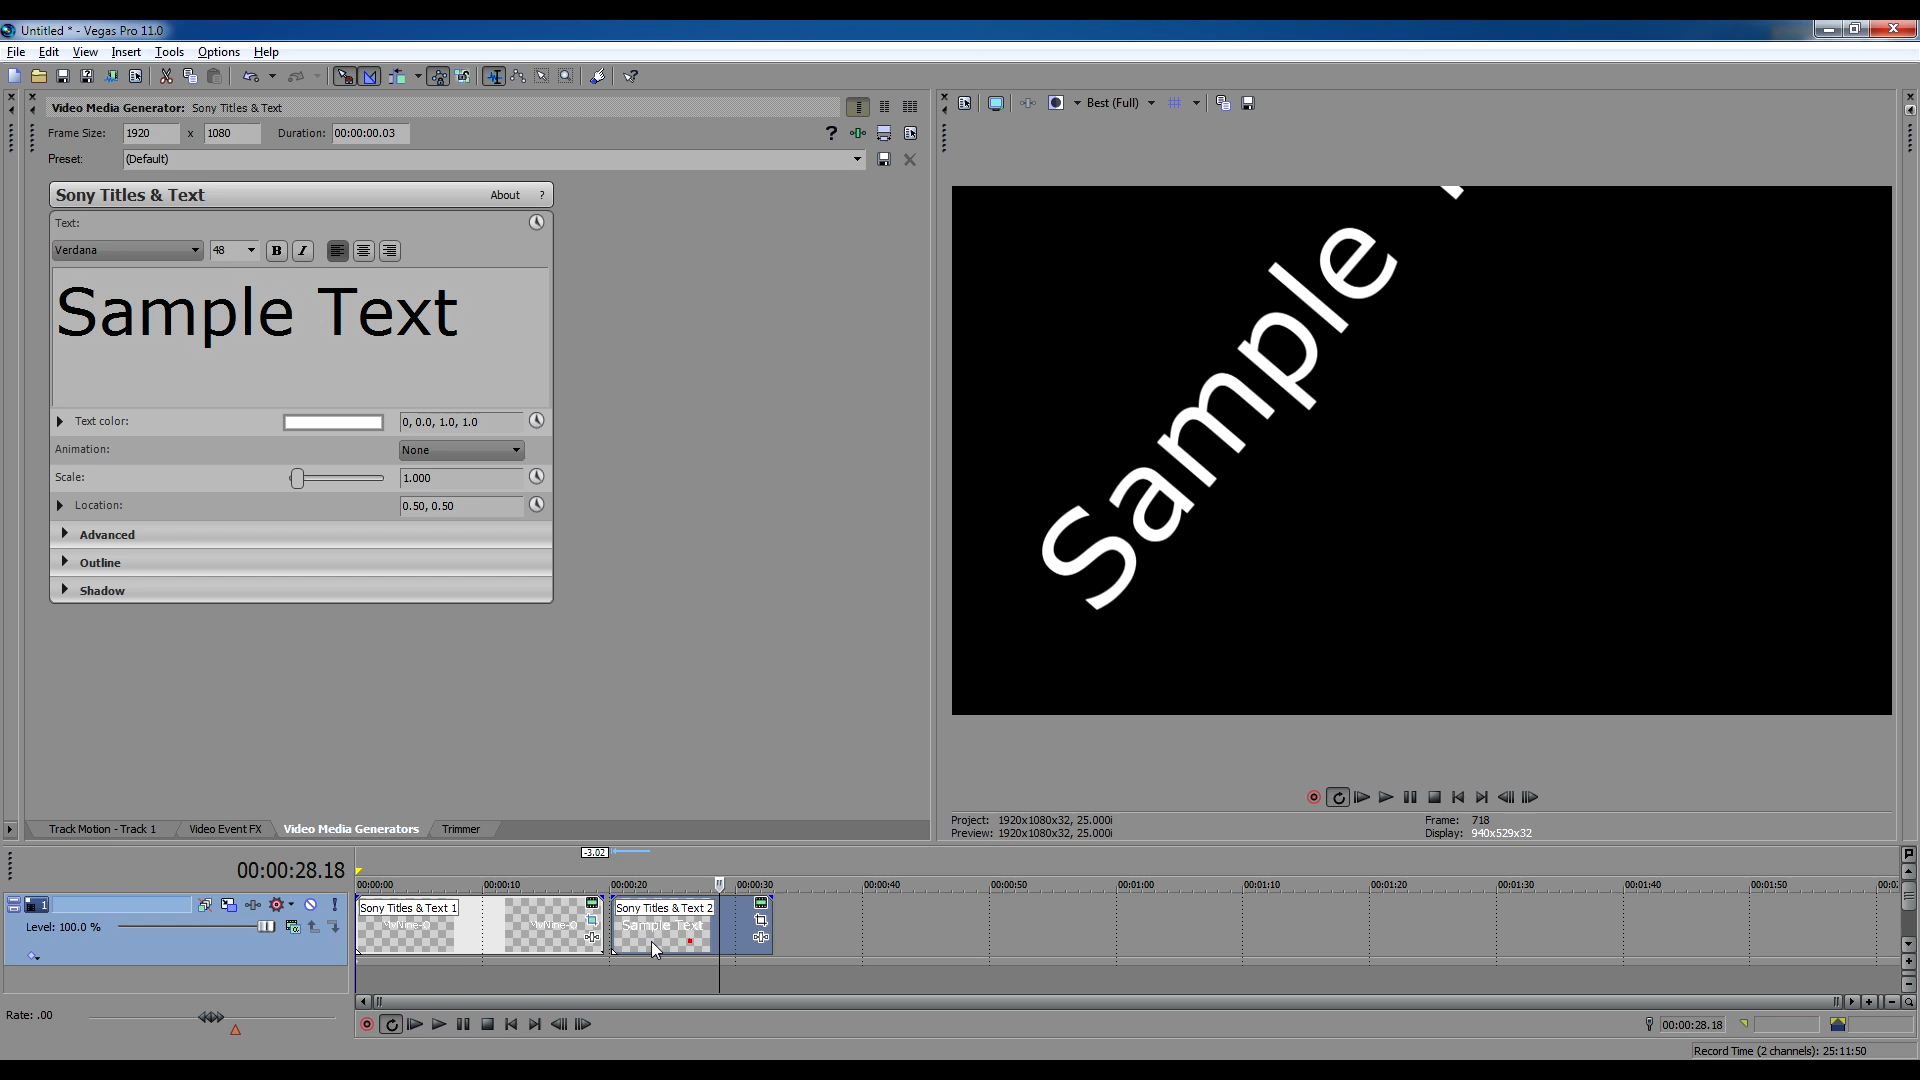 Untitled * - Vegas Pro 11.0
File Edit View Insert Tools Options Help
Video Media Generator: Sony Titles & Text
Frame Size: 1920 x 1080 Duration: 00:00:00.03
Preset: (Default)
Best (Full)
Sony Titles & Text About ?
Text:
Verdana 48 B I
Sample Text
Text color: 0, 0.0, 1.0, 1.0
Animation: None
Scale: 1.000
Location: 0.50, 0.50
Advanced
Outline
Shadow
Sample
Track Motion - Track 1 Video Event FX Video Media Generators Trimmer
Project: 1920x1080x32, 25.000i Frame: 718
Preview: 1920x1080x32, 25.000i Display: 940x529x32
-3.02
00:00:28.18
00:00:00 00:00:10 00:00:20 00:00:30 00:00:40 00:00:50 00:01:00 00:01:10 00:01:20 00:01:30 00:01:40 00:01:50
1
Sony Titles & Text 1 Sony Titles & Text 2
Level: 100.0 %
Sample Text
Rate: .00
00:00:28.18
Record Time (2 channels): 25:11:50